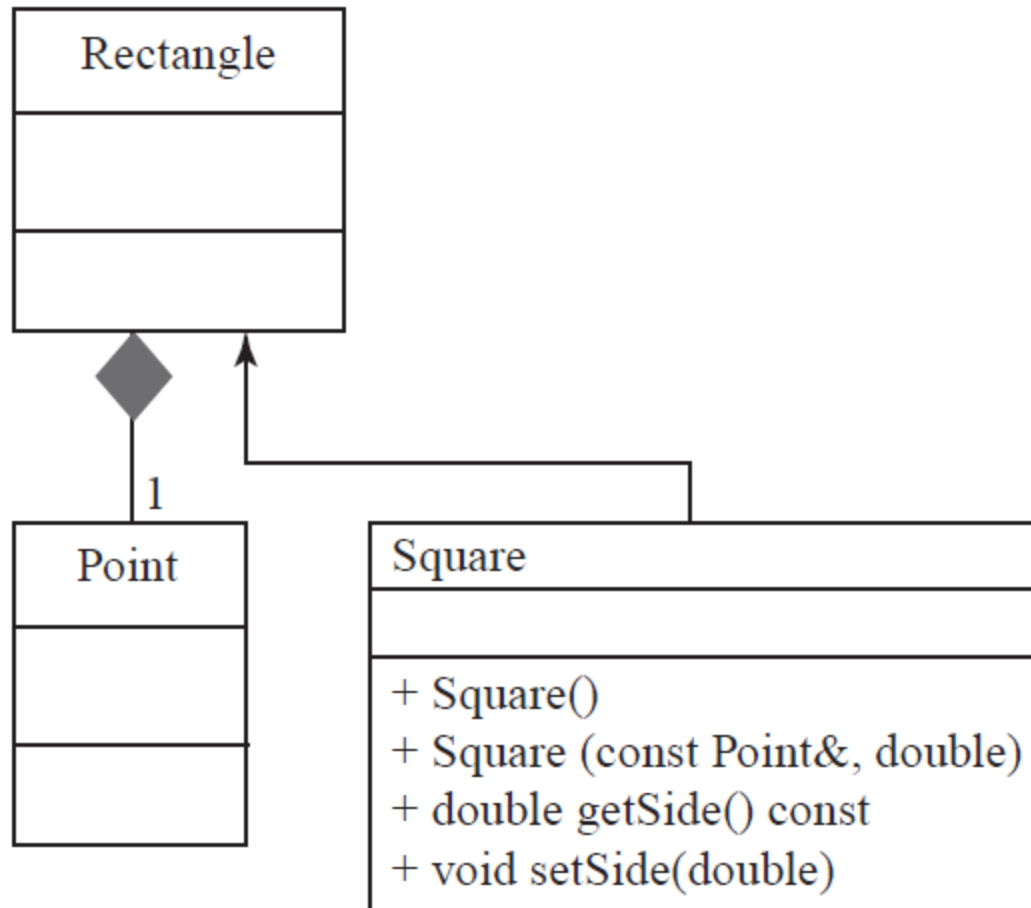 Rectangle
1
Point
Square
+ Square()
+ Square (const Point&, double)
+ double getSide() const
+ void setSide(double)